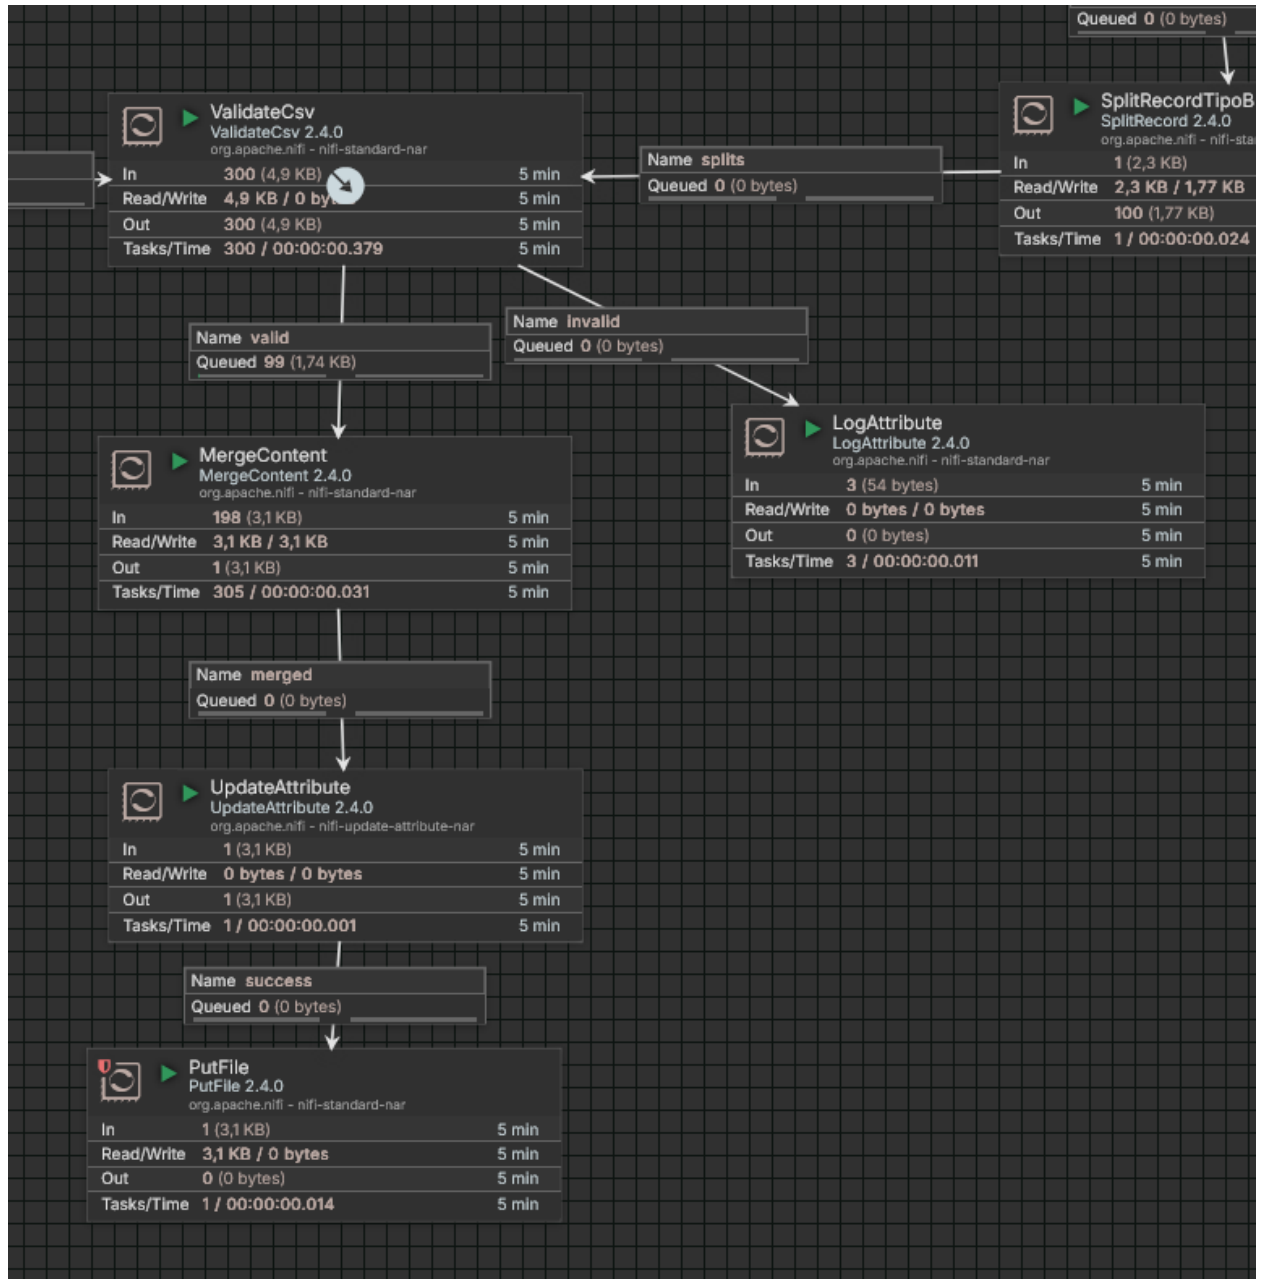 Queued 0 (0 bytes)
SplitRecordTipoB
SplitRecord 2.4.0
org.apache.nifi - nifi-sta
In 1 (2,3 KB)
Read/Write 2,3 KB / 1,77 KB
Out 100 (1,77 KB)
Tasks/Time 1 / 00:00:00.024
Name splits
Queued 0 (0 bytes)
ValidateCsv
ValidateCsv 2.4.0
org.apache.nifi - nifi-standard-nar
In 300 (4,9 KB) 5 min
Read/Write 4,9 KB / 0 by 5 min
Out 300 (4,9 KB) 5 min
Tasks/Time 300 / 00:00:00.379 5 min
Name valid
Queued 99 (1,74 KB)
Name invalid
Queued 0 (0 bytes)
MergeContent
MergeContent 2.4.0
org.apache.nifi - nifi-standard-nar
In 198 (3,1 KB) 5 min
Read/Write 3,1 KB / 3,1 KB 5 min
Out 1 (3,1 KB) 5 min
Tasks/Time 305 / 00:00:00.031 5 min
LogAttribute
LogAttribute 2.4.0
org.apache.nifi - nifi-standard-nar
In 3 (54 bytes) 5 min
Read/Write 0 bytes / 0 bytes 5 min
Out 0 (0 bytes) 5 min
Tasks/Time 3 / 00:00:00.011 5 min
Name merged
Queued 0 (0 bytes)
UpdateAttribute
UpdateAttribute 2.4.0
org.apache.nifi - nifi-update-attribute-nar
In 1 (3,1 KB) 5 min
Read/Write 0 bytes / 0 bytes 5 min
Out 1 (3,1 KB) 5 min
Tasks/Time 1 / 00:00:00.001 5 min
Name success
Queued 0 (0 bytes)
PutFile
PutFile 2.4.0
org.apache.nifi - nifi-standard-nar
In 1 (3,1 KB) 5 min
Read/Write 3,1 KB / 0 bytes 5 min
Out 0 (0 bytes) 5 min
Tasks/Time 1 / 00:00:00.014 5 min